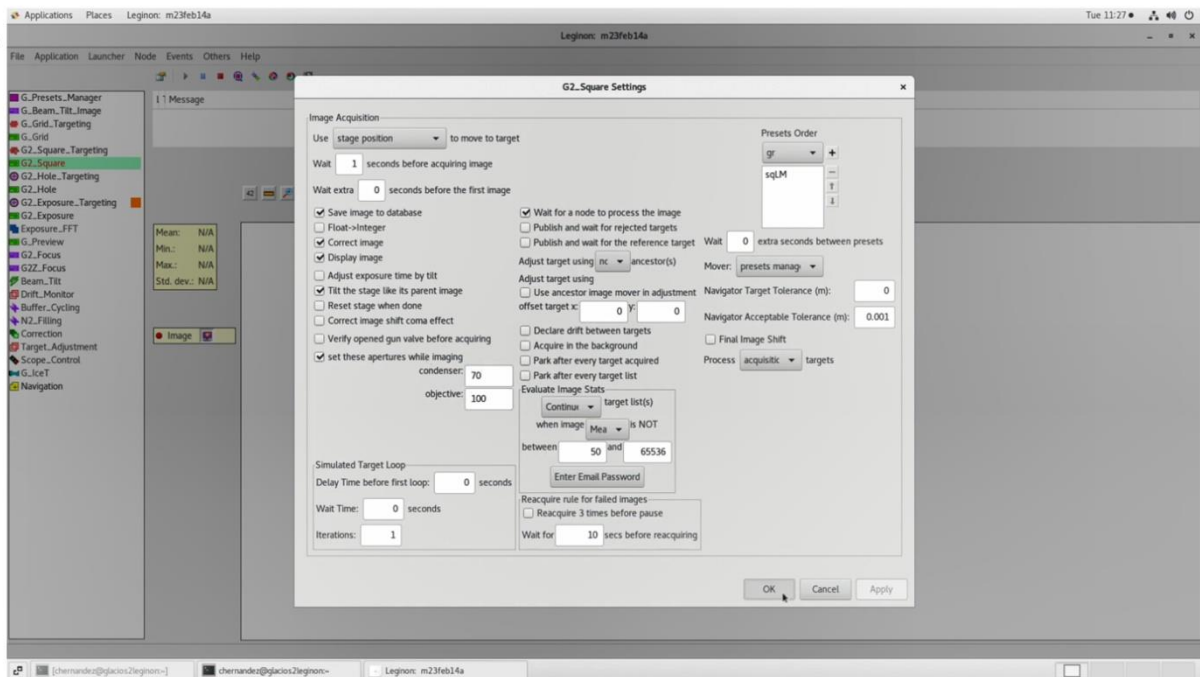 Applications Places Leginon: m23feb14a Tue 11:27
Leginon: m23feb14a
File Application Launcher Node Events Others Help
G_Presets_Manager
G_Beam_Tilt_Image
G_Grid_Targeting
G_Grid
G2_Square_Targeting
G2_Square
G2_Hole_Targeting
G2_Hole
G2_Exposure_Targeting
G2_Exposure
Exposure_FFT
G_Preview
G2_Focus
G2Z_Focus
Beam_Tilt
Drift_Monitor
Buffer_Cycling
N2_Filling
Correction
Target_Adjustment
Scope_Control
G_IceT
Navigation
Message
42
Mean: N/A
Min.: N/A
Max.: N/A
Std. dev.: N/A
Image
G2_Square Settings
Image Acquisition
Use stage position to move to target
Wait 1 seconds before acquiring image
Wait extra 0 seconds before the first image
Save image to database
Float->Integer
Correct image
Display image
Adjust exposure time by tilt
Tilt the stage like its parent image
Reset stage when done
Correct image shift coma effect
Verify opened gun valve before acquiring
set these apertures while imaging
condenser: 70
objective: 100
Simulated Target Loop
Delay Time before first loop: 0 seconds
Wait Time: 0 seconds
Iterations: 1
Wait for a node to process the image
Publish and wait for rejected targets
Publish and wait for the reference target
Adjust target using nc ancestor(s)
Adjust target using
Use ancestor image mover in adjustment
offset target x: 0 y: 0
Declare drift between targets
Acquire in the background
Park after every target acquired
Park after every target list
Evaluate Image Stats
Continu target list(s)
when image Mea is NOT
between 50 and 65536
Enter Email Password
Reacquire rule for failed images
Reacquire 3 times before pause
Wait for 10 secs before reacquiring
Presets Order
gr
sqLM
Wait 0 extra seconds between presets
Mover: presets manag
Navigator Target Tolerance (m): 0
Navigator Acceptable Tolerance (m): 0.001
Final Image Shift
Process acquisitic targets
OK Cancel Apply
[chernandez@glacios2leginon:~] chernandez@glacios2leginon:~ Leginon: m23feb14a